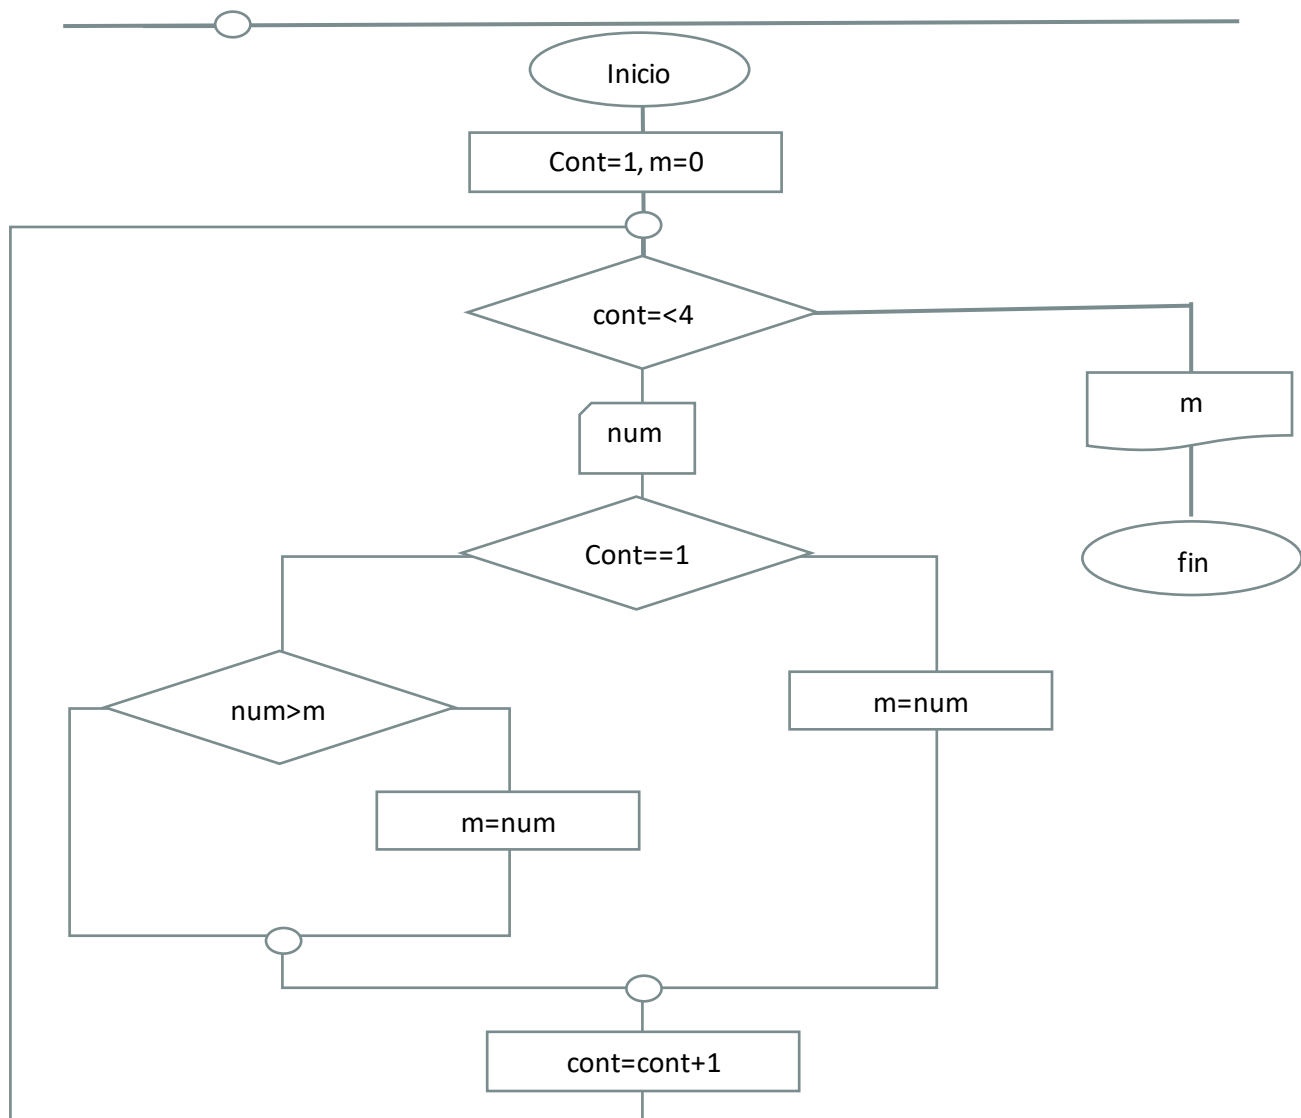 Inicio
Cont=1, m=0
cont=<4
m
num
Cont==1
fin
num>m
m=num
m=num
cont=cont+1